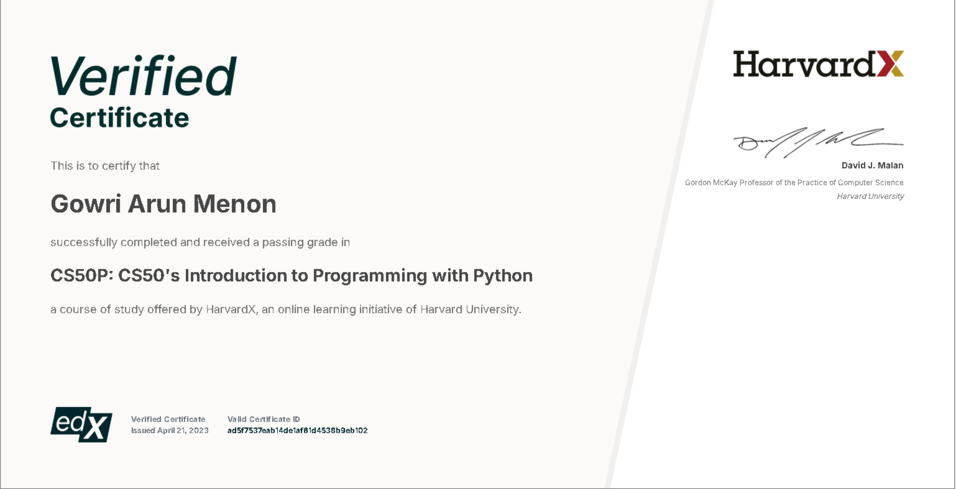 Verified
Certificate
This is to certify that
Gowri Arun Menon
successfully completed and received a passing grade in
CS50P: CS50's Introduction to Programming with Python
a course of study offered by HarvardX, an online learning initiative of Harvard University.
edX
Verified Certificate
Issued April 21, 2023
Valid Certificate ID
ad5f7537eab14de1af81d4538b9eb102
HarvardX
David J. Malan
Gordon McKay Professor of the Practice of Computer Science
Harvard University